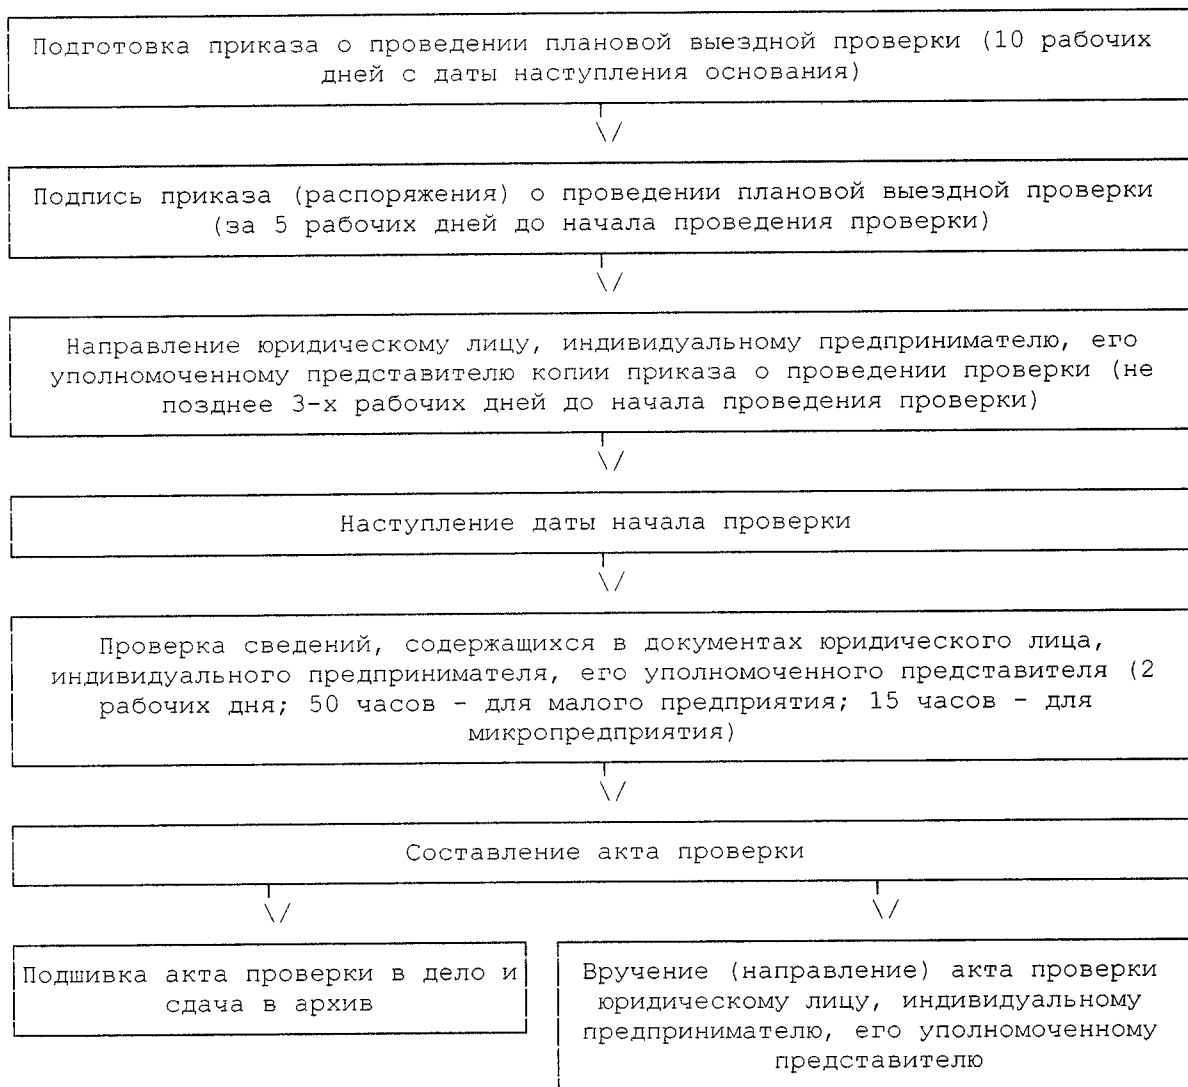 Подготовка приказа о проведении плановой выездной проверки (10 рабочих
дней с даты наступления основания)
Подпись приказа (распоряжения) о проведении плановой выездной проверки
(за 5 рабочих дней до начала проведения проверки)
Направление юридическому лицу, индивидуальному предпринимателю, его
уполномоченному представителю копии приказа о проведении проверки (не
позднее 3-х рабочих дней до начала проведения проверки)
Наступление даты начала проверки
Проверка сведений, содержащихся в документах юридического лица,
индивидуального предпринимателя, его уполномоченного представителя (2
рабочих дня; 50 часов - для малого предприятия; 15 часов - для
микропредприятия)
Составление акта проверки
Подшивка акта проверки в дело и
сдача в архив
Вручение (направление) акта проверки
юридическому лицу, индивидуальному
предпринимателю, его уполномоченному
представителю